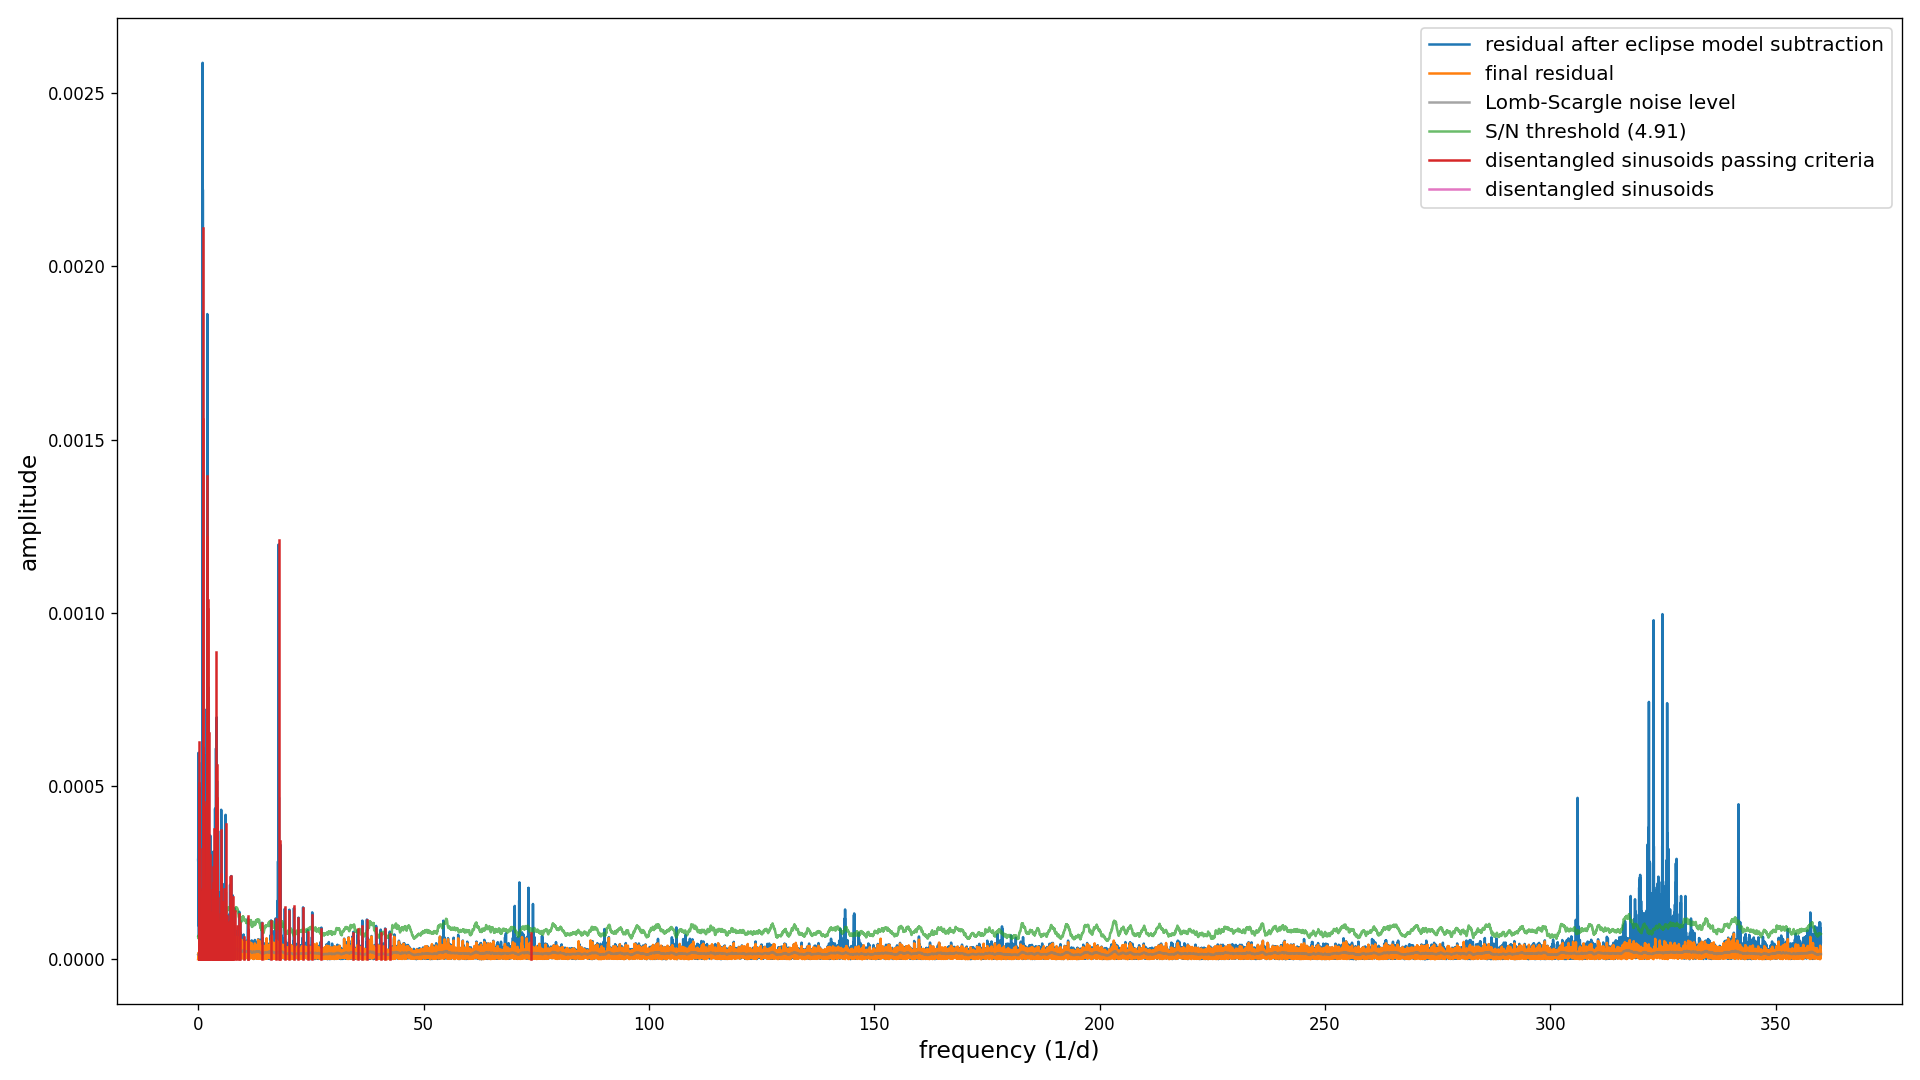 residual after eclipse model subtraction
final residual
Lomb-Scargle noise level
S/N threshold (4.91)
disentangled sinusoids passing criteria
disentangled sinusoids
0.0025
0.0020
0.0015
0.0010
0.0005
0.0000
amplitude
0 50 100 150 200 250 300 350
frequency (1/d)